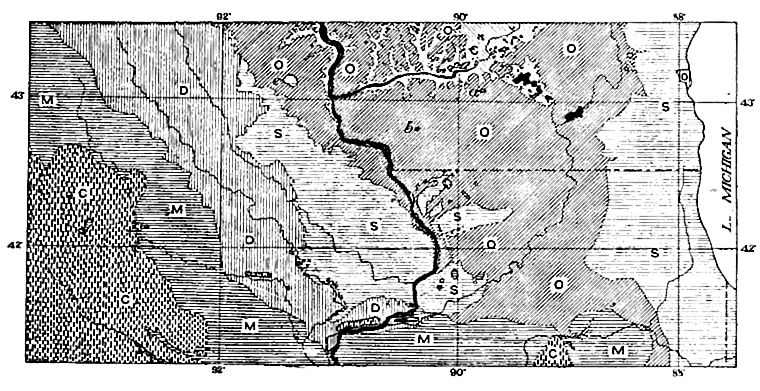 92° 90° 88°
O
C
O
O O
O
D
a
43° M S 43°
b O
S
L. MICHIGAN
C
M S
S
D
42° O S 42°
c S O
C D
M
M
C M
92° 90° 88°